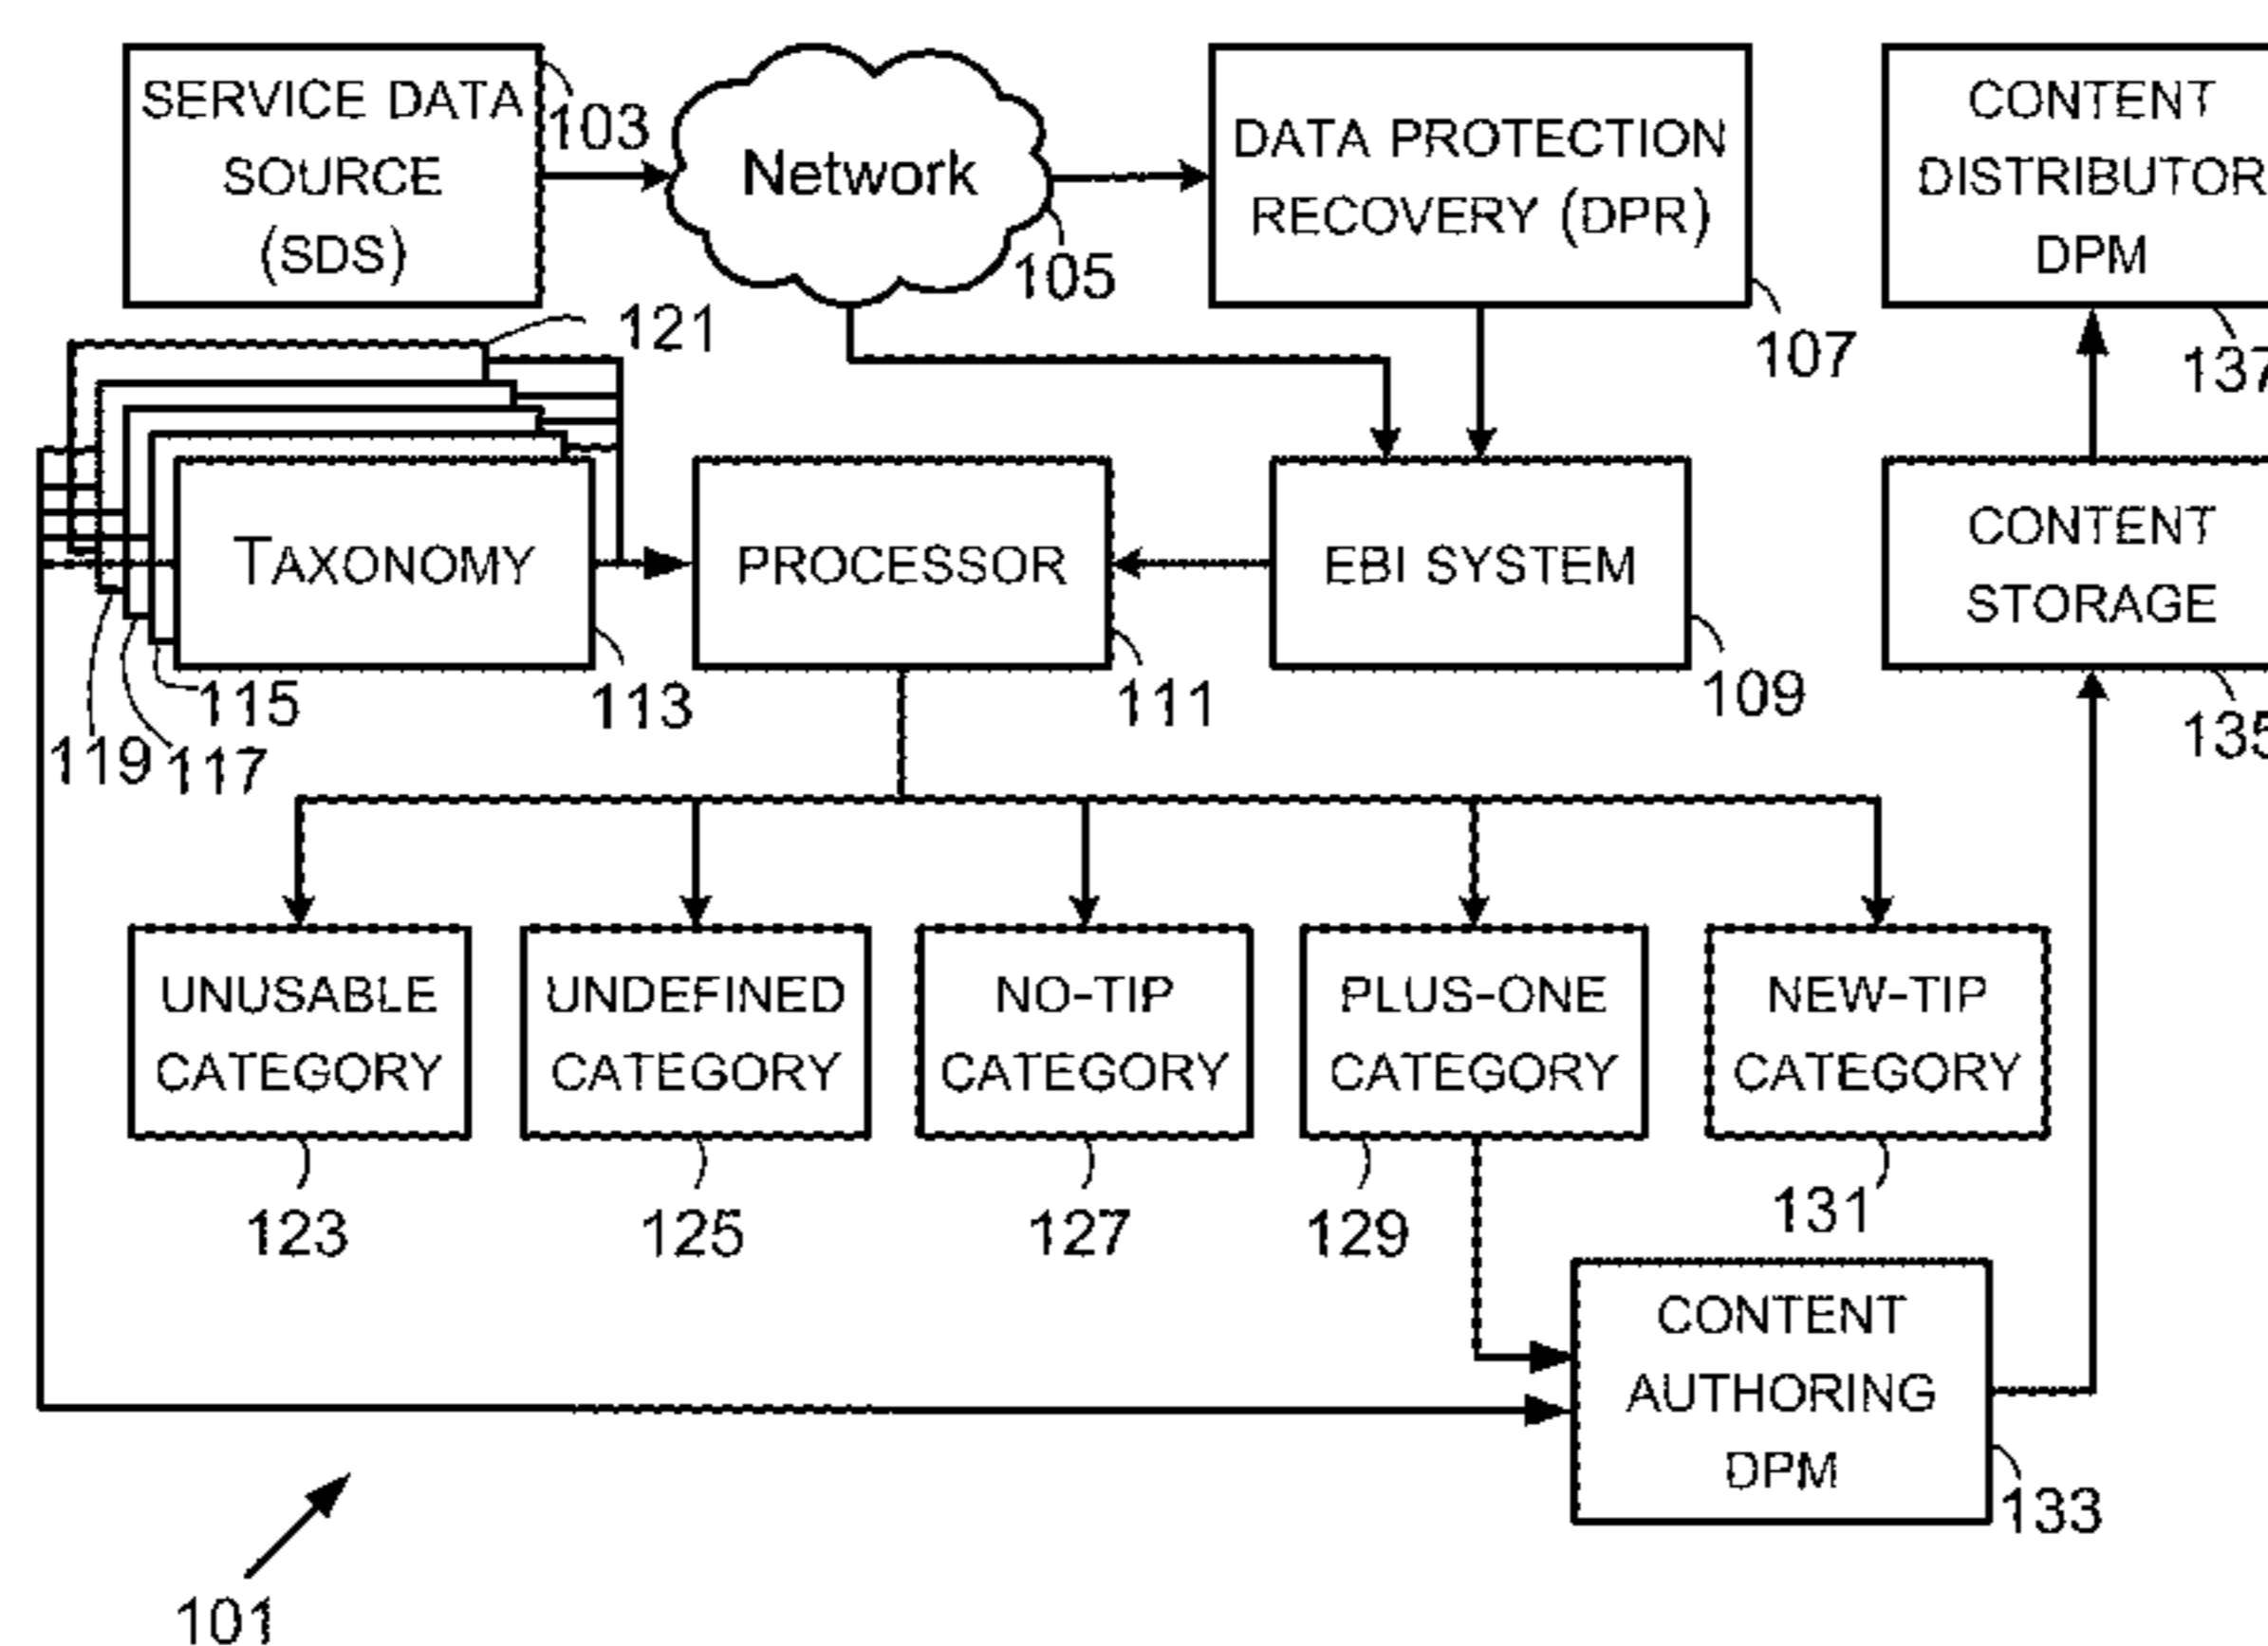 SERVICE DATA
SOURCE
(SDS)
103
Network
105
DATA PROTECTION
RECOVERY (DPR)
107
CONTENT
DISTRIBUTOR
DPM
137
121
TAXONOMY
113
115
117
119
PROCESSOR
111
EBI SYSTEM
109
CONTENT
STORAGE
135
UNUSABLE
CATEGORY
123
UNDEFINED
CATEGORY
125
NO-TIP
CATEGORY
127
PLUS-ONE
CATEGORY
129
NEW-TIP
CATEGORY
131
CONTENT
AUTHORING
DPM
133
101